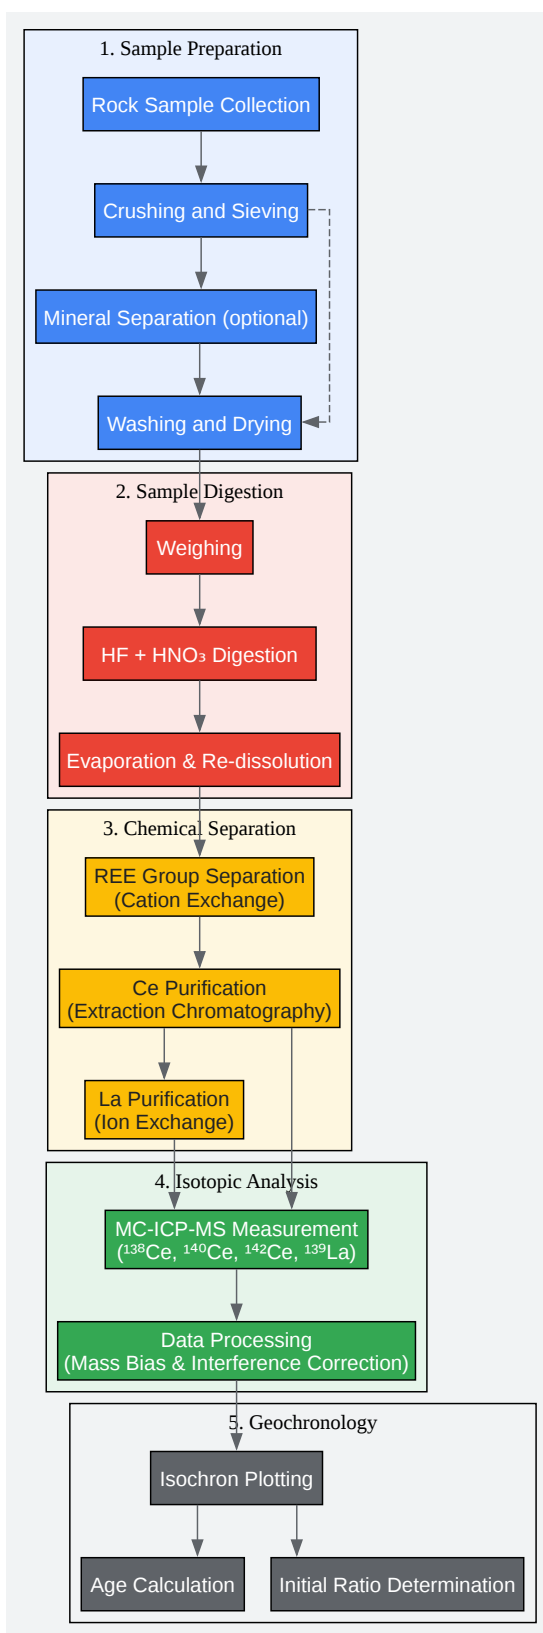 1. Sample Preparation
Rock Sample Collection
Crushing and Sieving
Mineral Separation (optional)
Washing and Drying
2. Sample Digestion
Weighing
HF + HNO₃ Digestion
Evaporation & Re-dissolution
3. Chemical Separation
REE Group Separation
(Cation Exchange)
Ce Purification
(Extraction Chromatography)
La Purification
(Ion Exchange)
4. Isotopic Analysis
MC-ICP-MS Measurement
(¹³⁸Ce, ¹⁴⁰Ce, ¹⁴²Ce, ¹³⁹La)
Data Processing
(Mass Bias & Interference Correction)
5. Geochronology
Isochron Plotting
Age Calculation
Initial Ratio Determination